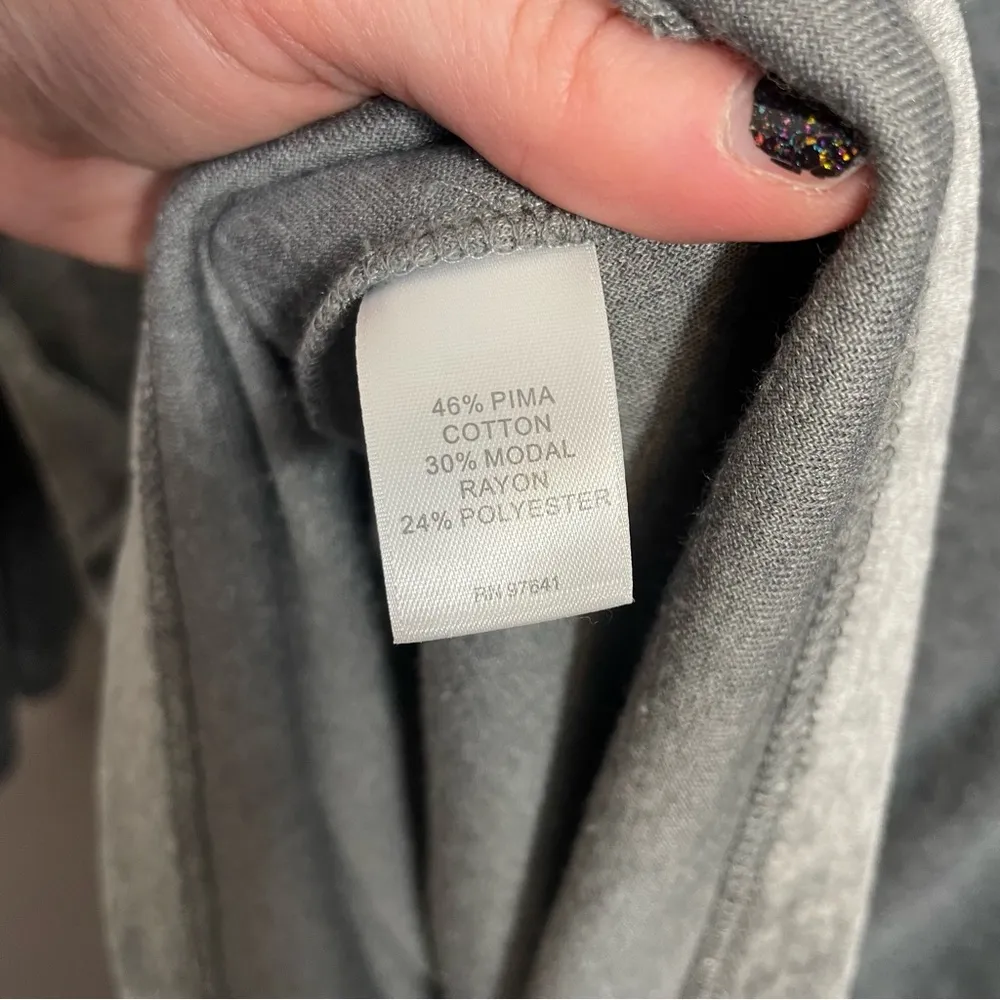 46% PIMA
COTTON
30% MODAL
RAYON
24% POLYESTER
RN 97641